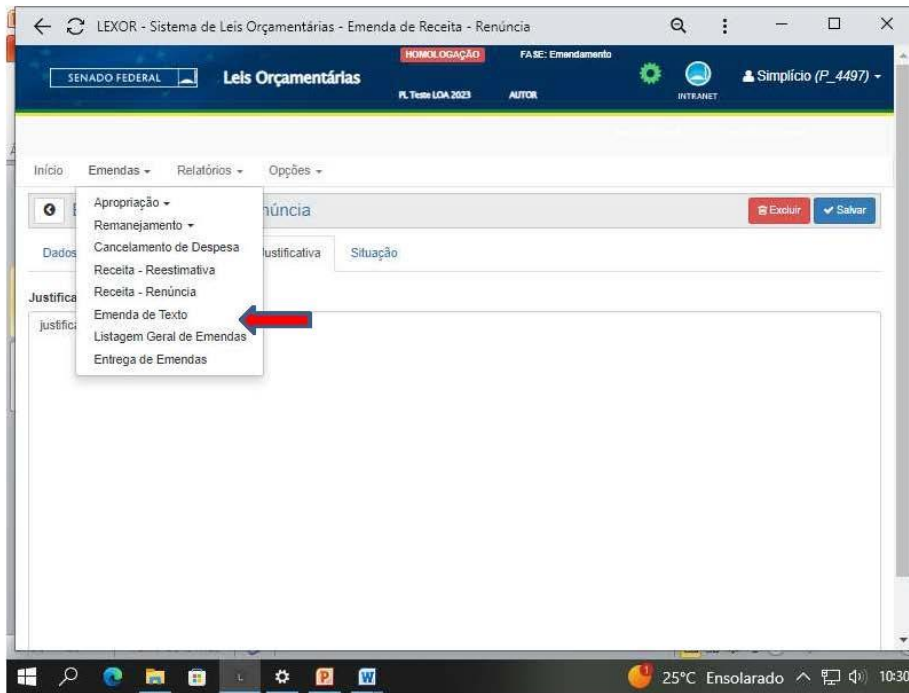 LEXOR - Sistema de Leis Orçamentárias - Emenda de Receita - Renúncia
HOMOLOGAÇÃO FASE: Emendamento
SENADO FEDERAL Leis Orçamentárias
PL Teste LOA 2023 AUTOR
INTRANET
Simplício (P_4497)
Início Emendas Relatórios Opções
núncia
Excluir Salvar
Apropriação
Remanejamento
Cancelamento de Despesa
Receita - Reestimativa
Receita - Renúncia
Emenda de Texto
Listagem Geral de Emendas
Entrega de Emendas
Dados ustificativa Situação
Justifica
justifica
25°C Ensolarado 10:30